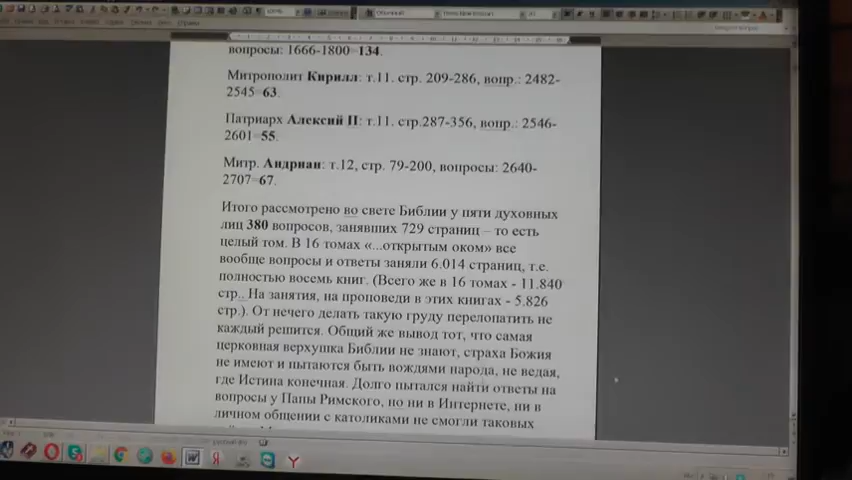 вопросы: 1666-1800=134.
Митрополит Кирилл: т.11. стр. 209-286, вопр.: 2482-
2545=63.
Патриарх Алексий II: т.11. стр.287-356, вопр.: 2546-
2601=55.
Митр. Андриан: т.12, стр. 79-200, вопросы: 2640-
2707=67.
Итого рассмотрено во свете Библии у пяти духовных
лиц 380 вопросов, занявших 729 страниц – то есть
целый том. В 16 томах «...открытым оком» все
вообще вопросы и ответы заняли 6.014 страниц, т.е.
полностью восемь книг. (Всего же в 16 томах - 11.840
стр.. На занятия, на проповеди в этих книгах - 5.826
стр.). От нечего делать такую груду перелопатить не
каждый решится. Общий же вывод тот, что самая
церковная верхушка Библии не знают, страха Божия
не имеют и пытаются быть вождями народа, не ведая,
где Истина конечная. Долго пытался найти ответы на
вопросы у Папы Римского, но ни в Интернете, ни в
личном общении с католиками не смогли таковых